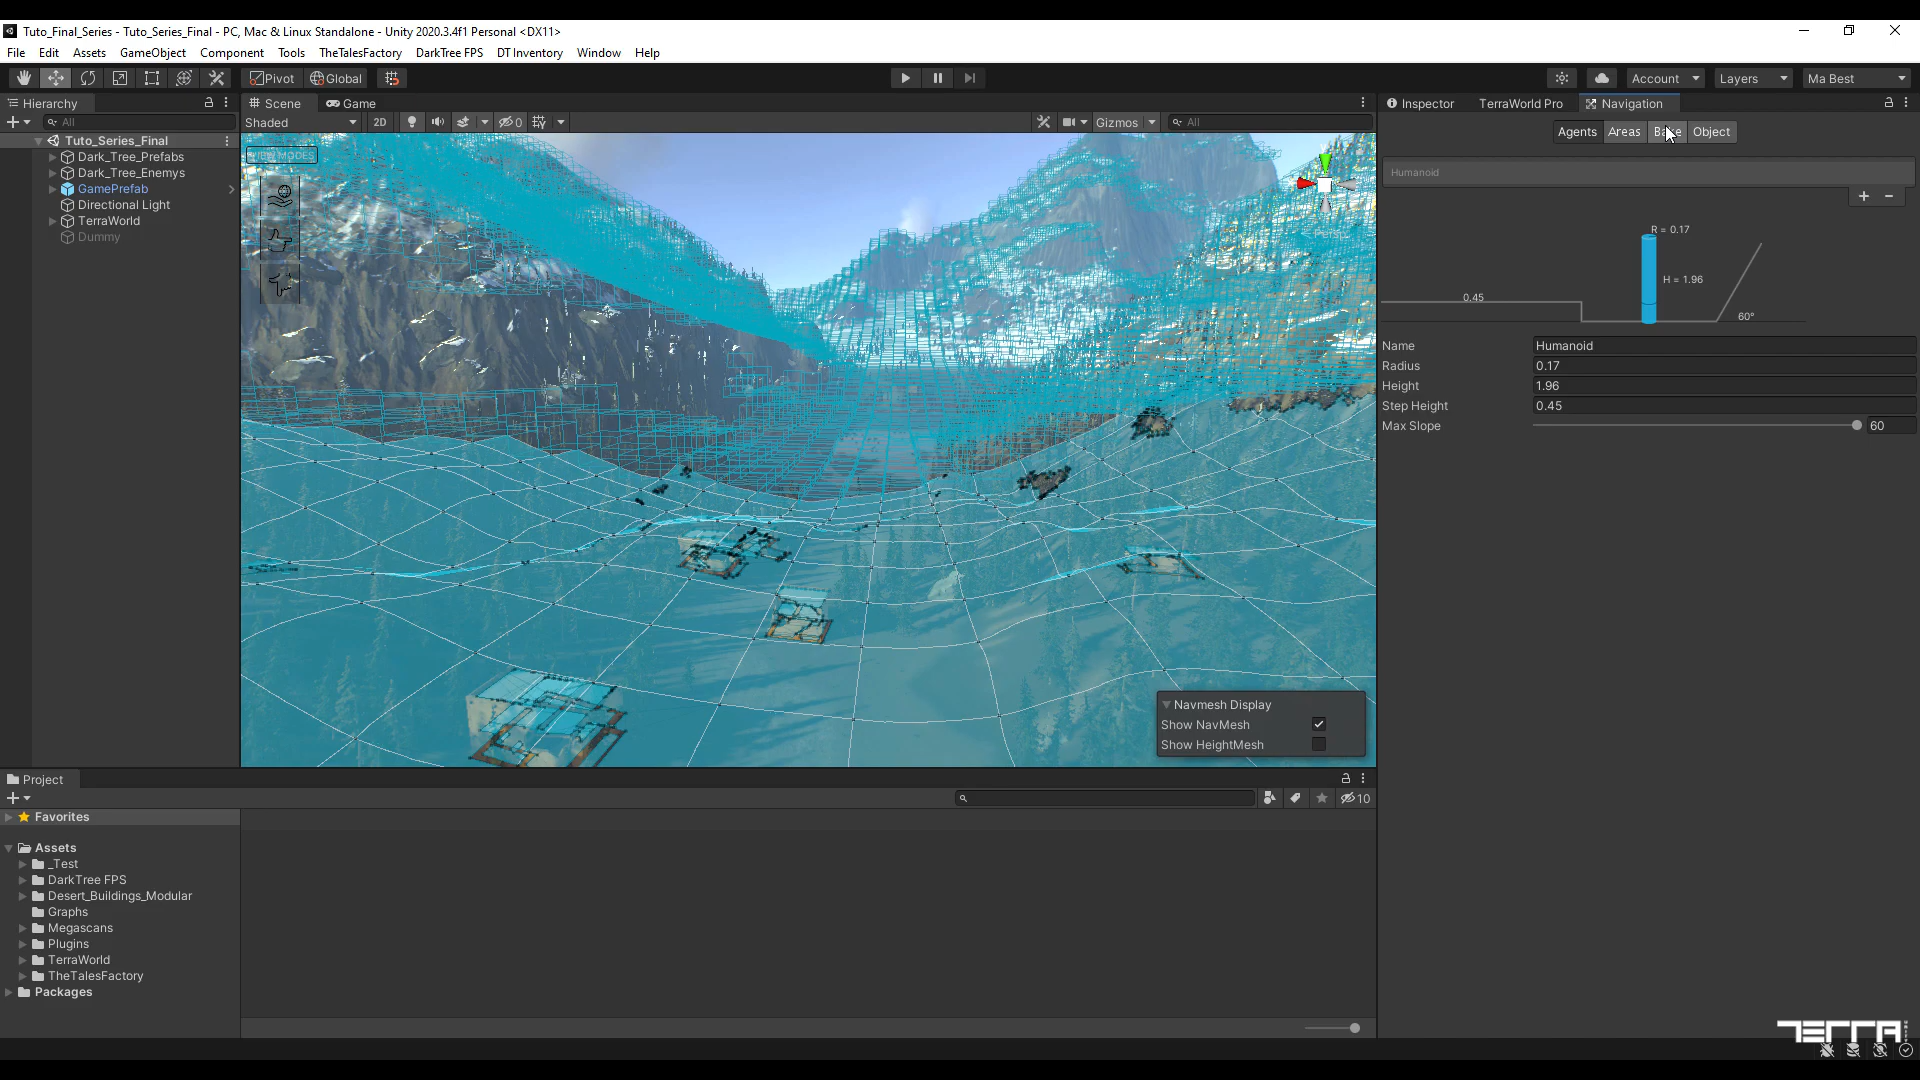 Tuto_Final_Series - Tuto_Series_Final - PC, Mac & Linux Standalone - Unity 2020.3.4f1 Personal <DX11>
File Edit Assets GameObject Component Tools TheTalesFactory DarkTree FPS DT Inventory Window Help
Pivot Global Account Layers Ma Best
Hierarchy
All
Tuto_Series_Final
Dark_Tree_Prefabs
Dark_Tree_Enemys
GamePrefab
Directional Light
TerraWorld
Dummy
Scene Game
Shaded 2D 0 Gizmos All
VIEW MODES
Persp
Navmesh Display
Show NavMesh
Show HeightMesh
Inspector TerraWorld Pro Navigation
Agents Areas Bake Object
Humanoid
R = 0.17
H = 1.96
0.45
60°
Name Humanoid
Radius 0.17
Height 1.96
Step Height 0.45
Max Slope 60
Project
10
Favorites
Assets
_Test
DarkTree FPS
Desert_Buildings_Modular
Graphs
Megascans
Plugins
TerraWorld
TheTalesFactory
Packages
TERRA